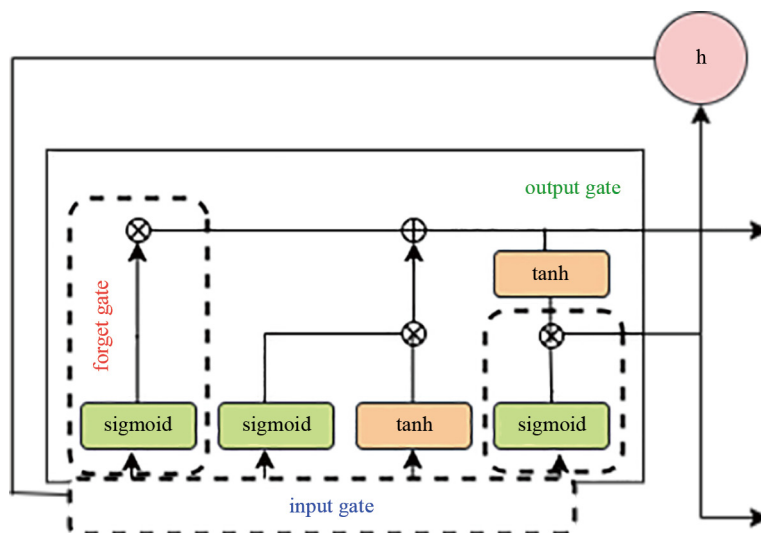 h
output gate
tanh
forget gate
sigmoid
sigmoid
tanh
sigmoid
input gate